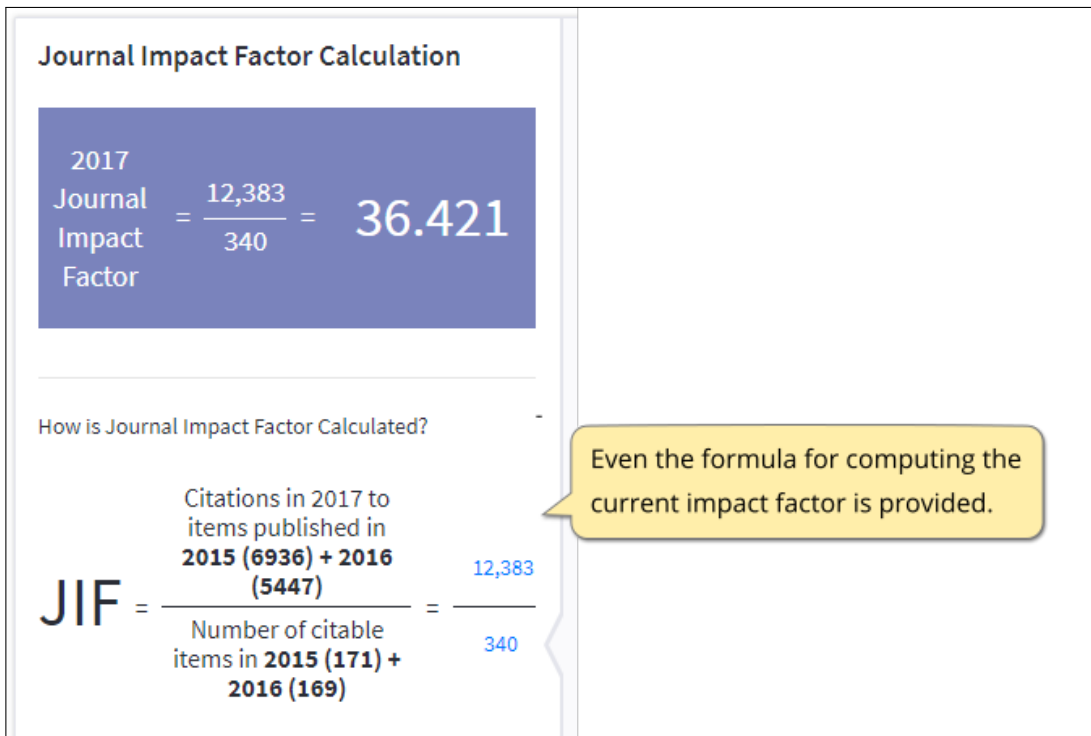 Journal Impact Factor Calculation
2017
Journal
Impact
Factor
=
12,383
340
=
36.421
How is Journal Impact Factor Calculated?
-
Even the formula for computing the
current impact factor is provided.
JIF
=
Citations in 2017 to
items published in
2015 (6936) + 2016
(5447)
Number of citable
items in 2015 (171) +
2016 (169)
=
12,383
340